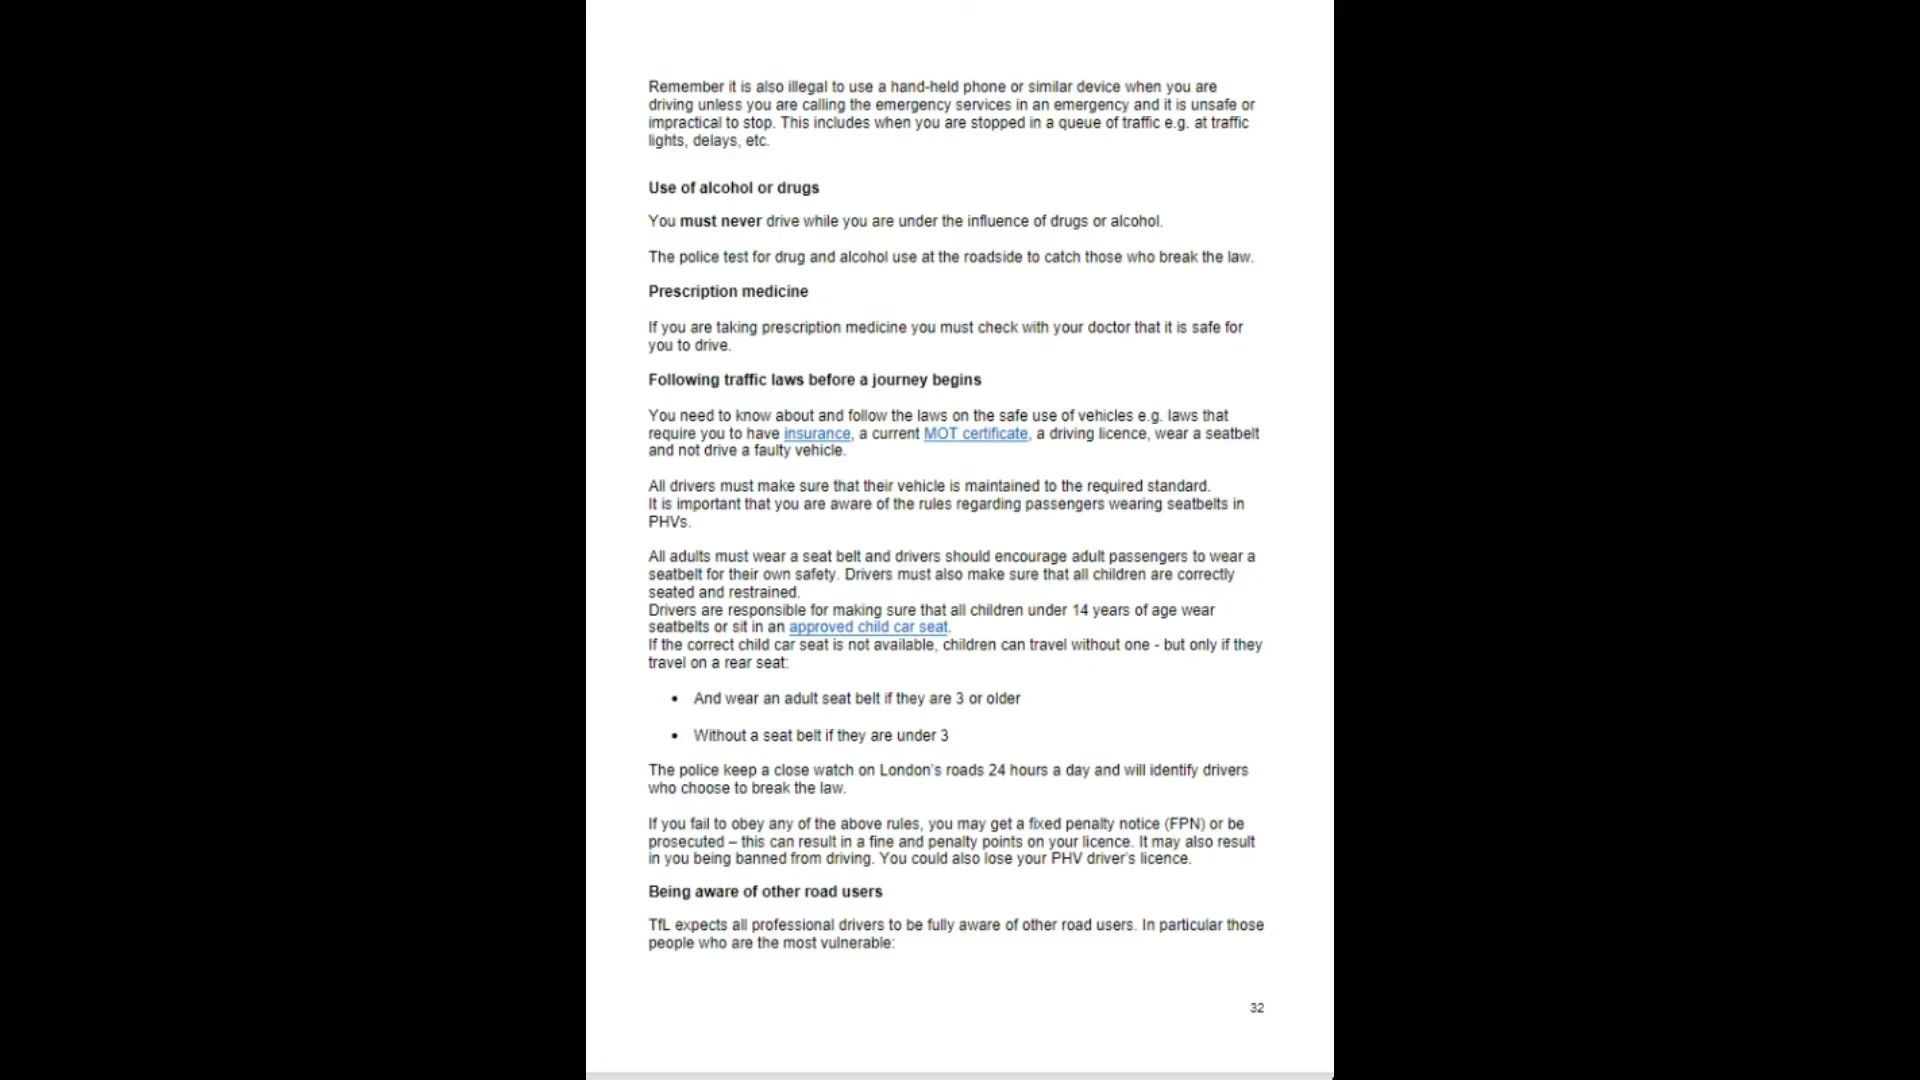 Remember it is also illegal to use a hand-held phone or similar device when you are
driving unless you are calling the emergency services in an emergency and it is unsafe or
impractical to stop. This includes when you are stopped in a queue of traffic e.g. at traffic
lights, delays, etc.
Use of alcohol or drugs
You must never drive while you are under the influence of drugs or alcohol.
The police test for drug and alcohol use at the roadside to catch those who break the law.
Prescription medicine
If you are taking prescription medicine you must check with your doctor that it is safe for
you to drive.
Following traffic laws before a journey begins
You need to know about and follow the laws on the safe use of vehicles e.g. laws that
require you to have insurance, a current MOT certificate, a driving licence, wear a seatbelt
and not drive a faulty vehicle.
All drivers must make sure that their vehicle is maintained to the required standard.
It is important that you are aware of the rules regarding passengers wearing seatbelts in
PHVs.
All adults must wear a seat belt and drivers should encourage adult passengers to wear a
seatbelt for their own safety. Drivers must also make sure that all children are correctly
seated and restrained.
Drivers are responsible for making sure that all children under 14 years of age wear
seatbelts or sit in an approved child car seat.
If the correct child car seat is not available, children can travel without one - but only if they
travel on a rear seat:
• And wear an adult seat belt if they are 3 or older
• Without a seat belt if they are under 3
The police keep a close watch on London's roads 24 hours a day and will identify drivers
who choose to break the law.
If you fail to obey any of the above rules, you may get a fixed penalty notice (FPN) or be
prosecuted – this can result in a fine and penalty points on your licence. It may also result
in you being banned from driving. You could also lose your PHV driver's licence.
Being aware of other road users
TfL expects all professional drivers to be fully aware of other road users. In particular those
people who are the most vulnerable:
32